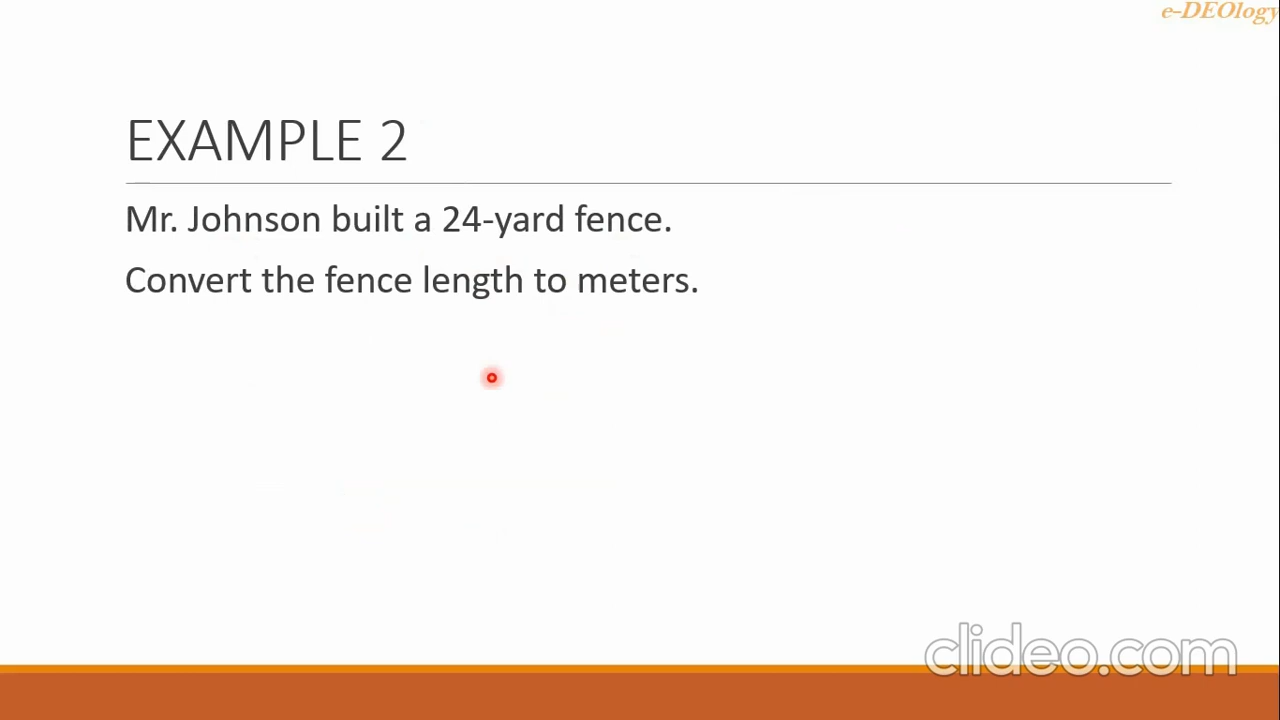 e-DEOlogy
EXAMPLE 2
Mr. Johnson built a 24-yard fence.
Convert the fence length to meters.
clideo.com